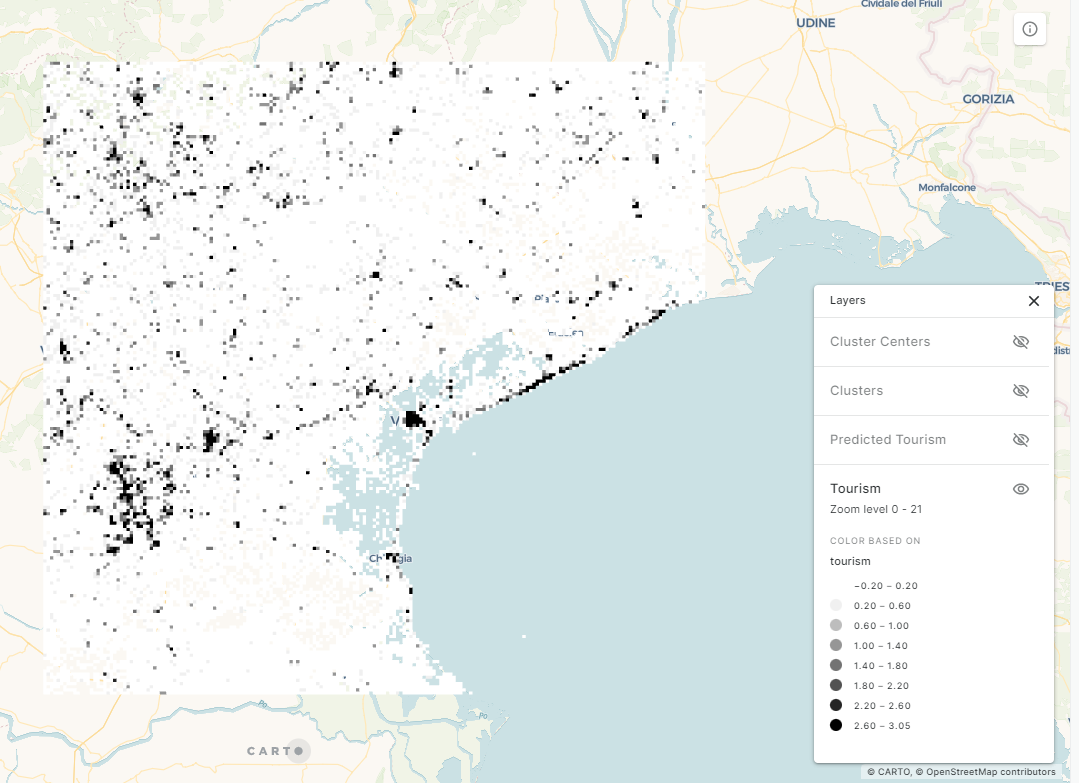 Cividale del Friuli
UDINE
GORIZIA
Monfalcone
Layers
Cluster Centers
Clusters
Predicted Tourism
Tourism
Zoom level 0 - 21
COLOR BASED ON
tourism
−0.20 – 0.20
0.20 – 0.60
0.60 – 1.00
1.00 – 1.40
1.40 – 1.80
1.80 – 2.20
2.20 – 2.60
2.60 – 3.05
Po
Po
CARTO
© CARTO, © OpenStreetMap contributors